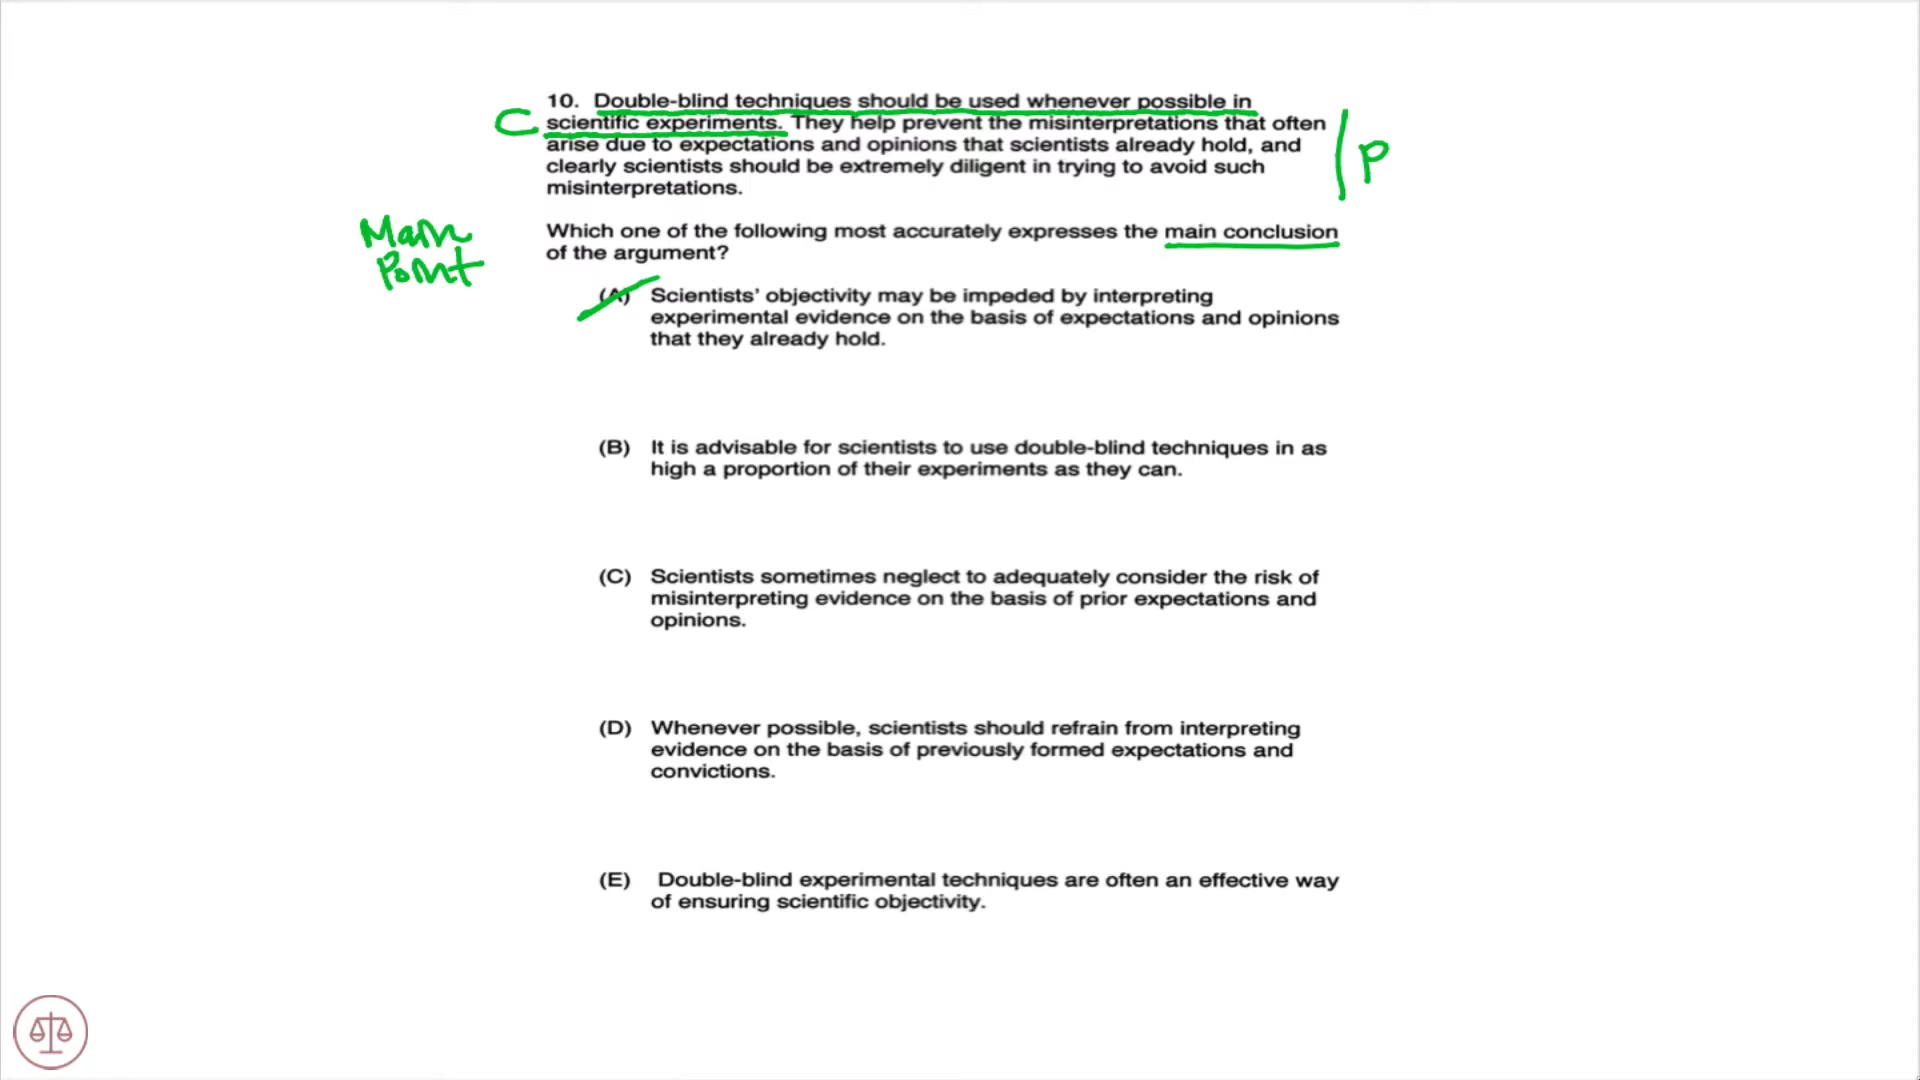 10. Double-blind techniques should be used whenever possible in
C scientific experiments. They help prevent the misinterpretations that often
arise due to expectations and opinions that scientists already hold, and
P
clearly scientists should be extremely diligent in trying to avoid such
misinterpretations.
Main
Point
Which one of the following most accurately expresses the main conclusion
of the argument?
(A) Scientists' objectivity may be impeded by interpreting
experimental evidence on the basis of expectations and opinions
that they already hold.
(B) It is advisable for scientists to use double-blind techniques in as
high a proportion of their experiments as they can.
(C) Scientists sometimes neglect to adequately consider the risk of
misinterpreting evidence on the basis of prior expectations and
opinions.
(D) Whenever possible, scientists should refrain from interpreting
evidence on the basis of previously formed expectations and
convictions.
(E) Double-blind experimental techniques are often an effective way
of ensuring scientific objectivity.